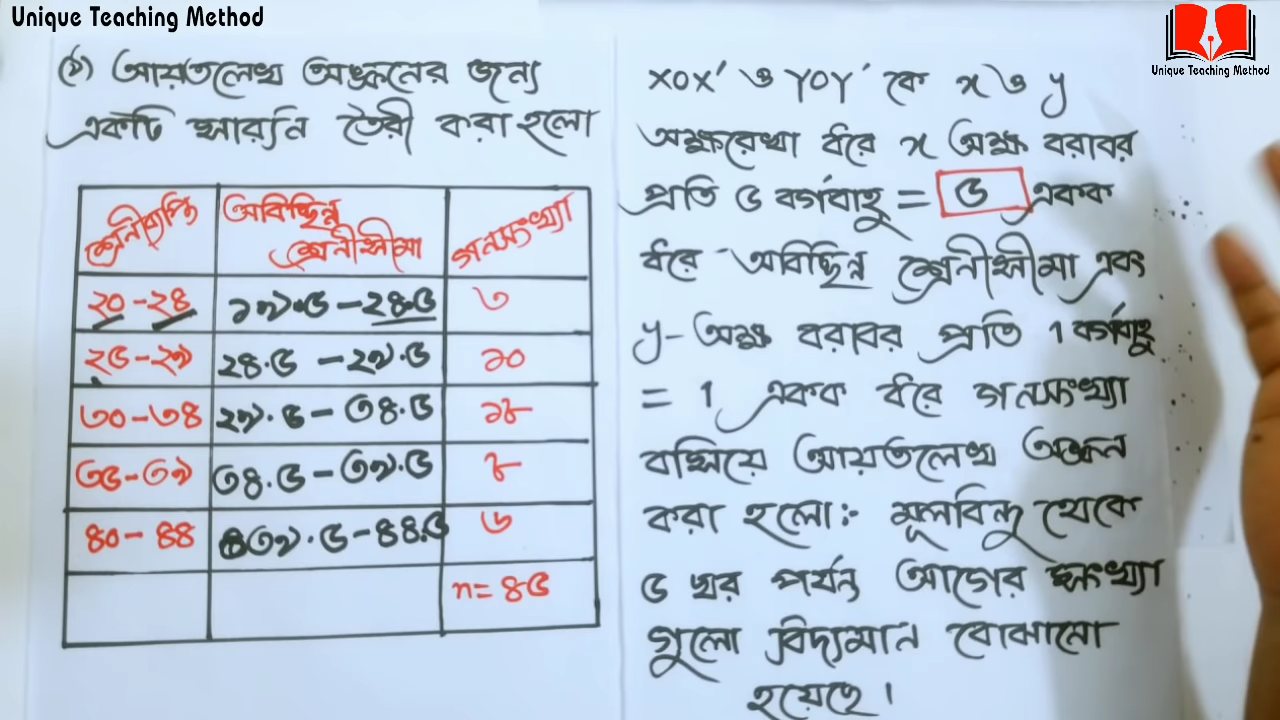 Unique Teaching Method
Unique Teaching Method
(৮) আয়তলেখ অঙ্কনের জন্য
একটি সারনি তৈরী করা হলো
শ্রেনীব্যাপ্তি অবিচ্ছিন্ন শ্রেনীসীমা গনসংখ্যা
২০-২৪ ১৯.৫-২৪.৫ ৩
২৫-২৯ ২৪.৫-২৯.৫ ১০
৩০-৩৪ ২৯.৫-৩৪.৫ ১৮
৩৫-৩৯ ৩৪.৫-৩৯.৫ ৮
৪০-৪৪ ৩৯.৫-৪৪.৫ ৬
n=৪৫
XOX′ ও YOY′ কে x ও y
অক্ষরেখা ধরে x অক্ষ বরাবর
প্রতি ৫ বর্গবাহু = ৫ একক
ধরে অবিচ্ছিন্ন শ্রেনীসীমা এবং
y-অক্ষ বরাবর প্রতি 1 বর্গবাহু
= 1 একক ধরে গনসংখ্যা
বসিয়ে আয়তলেখ অঙ্কন
করা হলো:- মূলবিন্দু থেকে
৫ ঘর পর্যন্ত আগের সংখ্যা
গুলো বিদ্যমান বোঝানো
হয়েছে।